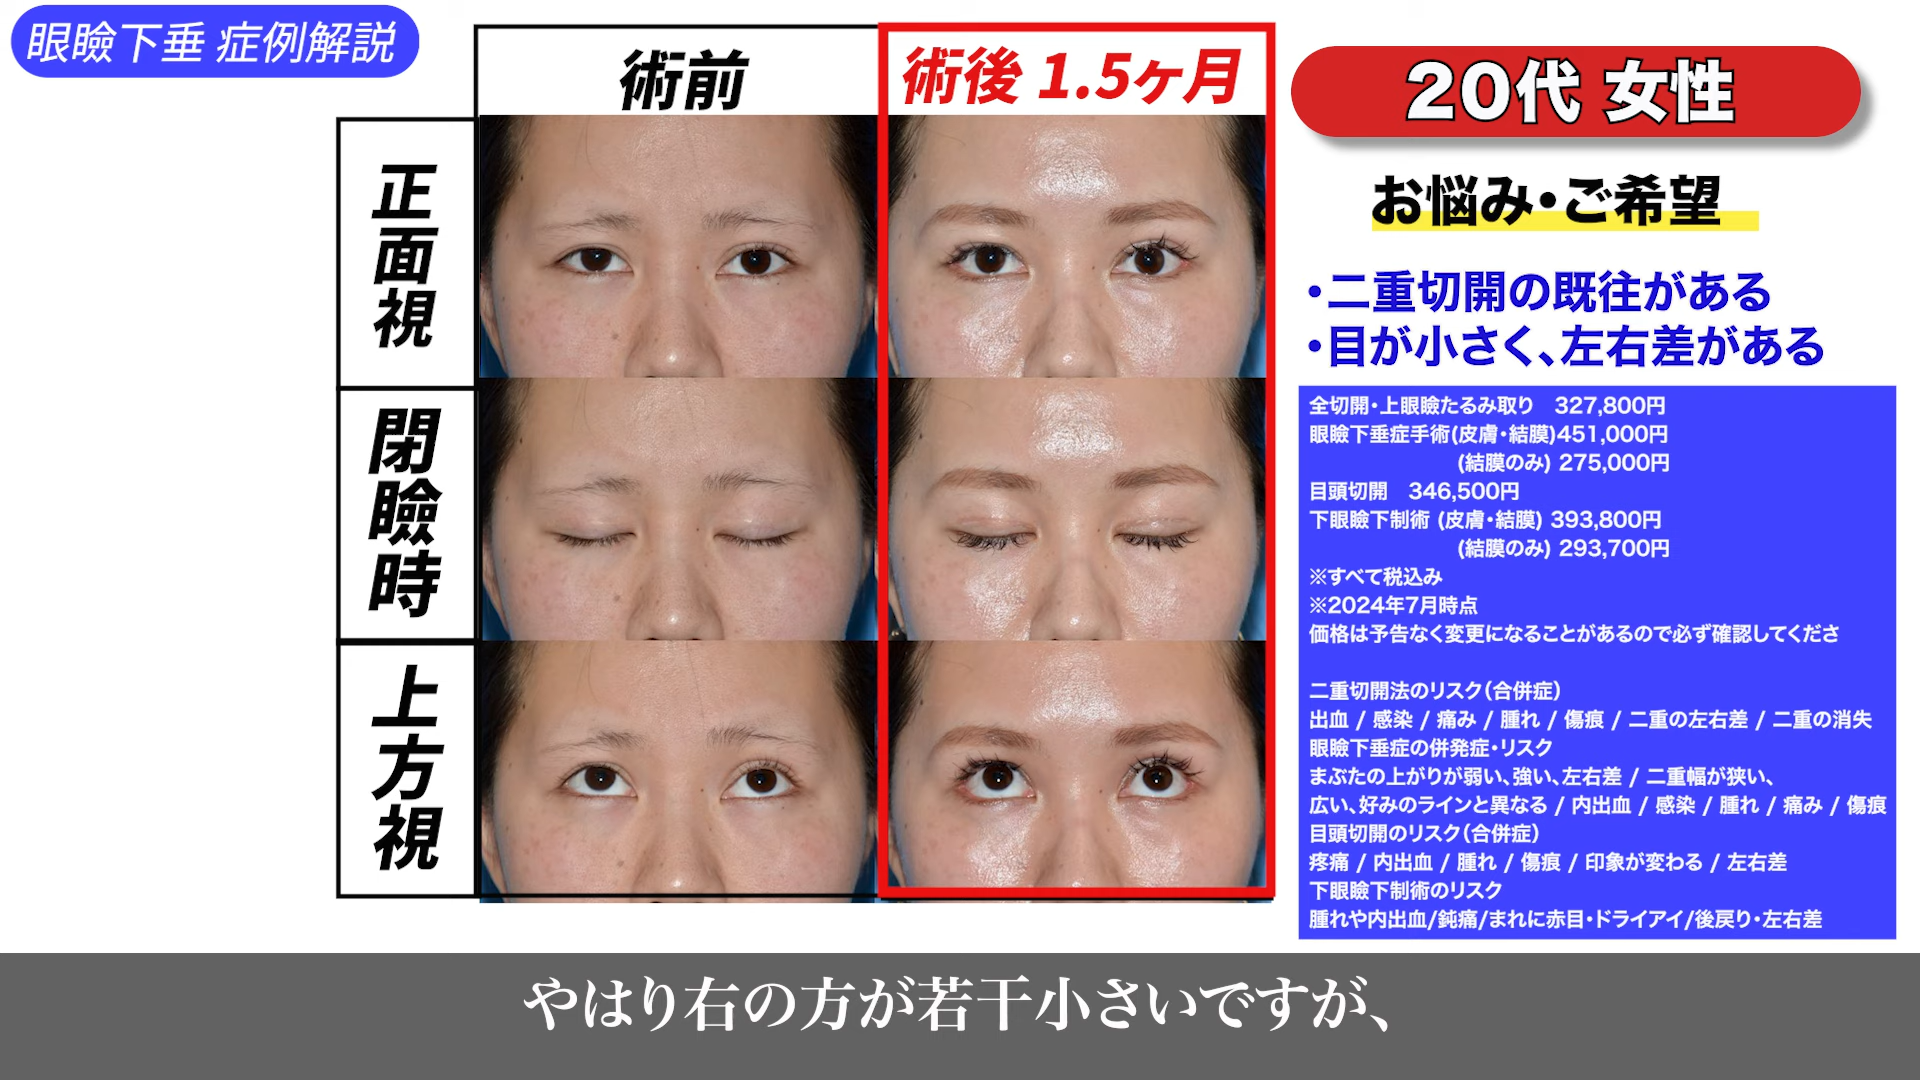 眼瞼下垂 症例解説
術前
術後 1.5ヶ月
正面視
閉瞼時
上方視
20代 女性
お悩み・ご希望
・二重切開の既往がある
・目が小さく、左右差がある
全切開・上眼瞼たるみ取り　327,800円
眼瞼下垂症手術(皮膚・結膜)451,000円
(結膜のみ) 275,000円
目頭切開　346,500円
下眼瞼下制術 (皮膚・結膜) 393,800円
(結膜のみ) 293,700円
※すべて税込み
※2024年7月時点
価格は予告なく変更になることがあるので必ず確認してくださ
二重切開法のリスク(合併症)
出血 / 感染 / 痛み / 腫れ / 傷痕 / 二重の左右差 / 二重の消失
眼瞼下垂症の併発症・リスク
まぶたの上がりが弱い、強い、左右差 / 二重幅が狭い、
広い、好みのラインと異なる / 内出血 / 感染 / 腫れ / 痛み / 傷痕
目頭切開のリスク(合併症)
疼痛 / 内出血 / 腫れ / 傷痕 / 印象が変わる / 左右差
下眼瞼下制術のリスク
腫れや内出血/鈍痛/まれに赤目・ドライアイ/後戻り・左右差
やはり右の方が若干小さいですが、